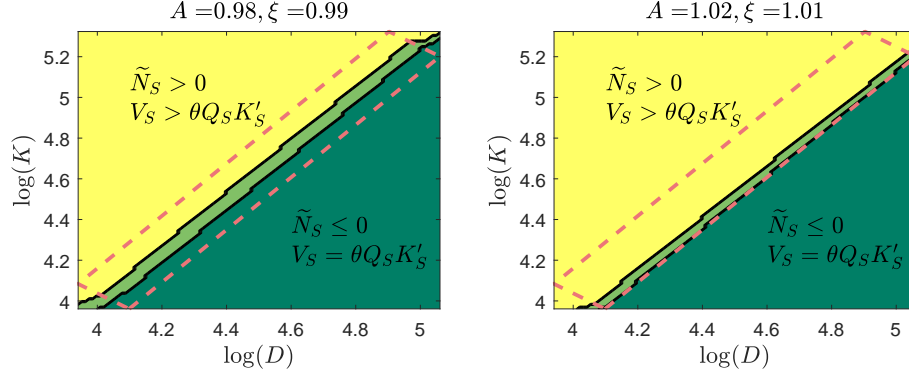 A =0.98, ξ =0.99
log(K)
5.2
5
4.8
4.6
4.4
4.2
4
Ñ_S > 0
V_S > θQ_S K′_S
Ñ_S ≤ 0
V_S = θQ_S K′_S
4 4.2 4.4 4.6 4.8 5
log(D)
A =1.02, ξ =1.01
log(K)
5.2
5
4.8
4.6
4.4
4.2
4
Ñ_S > 0
V_S > θQ_S K′_S
Ñ_S ≤ 0
V_S = θQ_S K′_S
4 4.2 4.4 4.6 4.8 5
log(D)